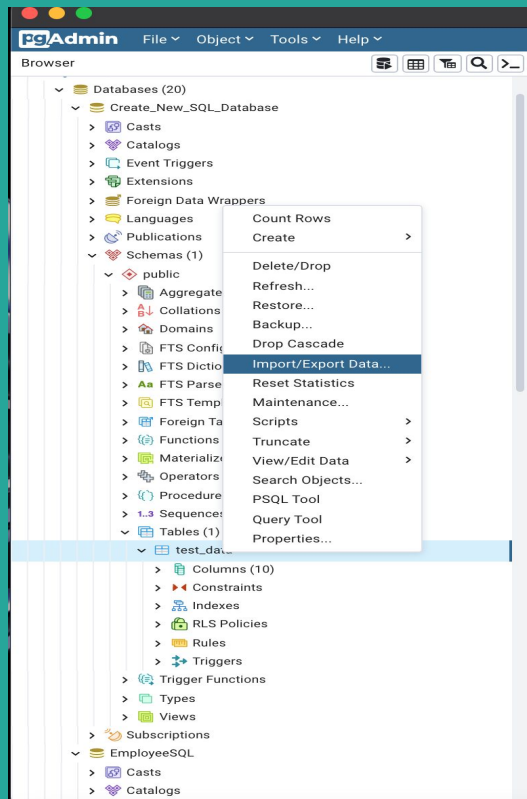 pgAdmin File Object Tools Help
Browser
Databases (20)
Create_New_SQL_Database
Casts
Catalogs
Event Triggers
Extensions
Foreign Data Wrappers
Languages
Publications
Schemas (1)
public
Aggregate
Collations
Domains
FTS Config
FTS Dictio
Aa FTS Parse
FTS Temp
Foreign Ta
Functions
Materialize
Operators
Procedure
1..3 Sequences
Tables (1)
test_data
Columns (10)
Constraints
Indexes
RLS Policies
Rules
Triggers
Trigger Functions
Types
Views
Subscriptions
EmployeeSQL
Casts
Catalogs
Count Rows
Create
Delete/Drop
Refresh...
Restore...
Backup...
Drop Cascade
Import/Export Data...
Reset Statistics
Maintenance...
Scripts
Truncate
View/Edit Data
Search Objects...
PSQL Tool
Query Tool
Properties...